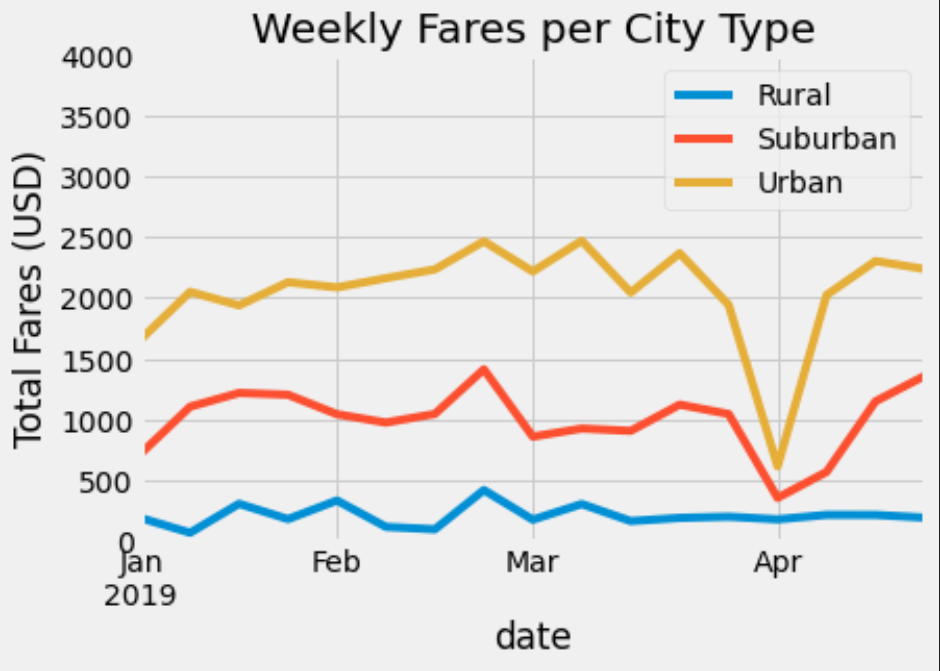 Weekly Fares per City Type
4000
3500
3000
2500
2000
1500
1000
500
0
Total Fares (USD)
Rural
Suburban
Urban
Jan Feb Mar Apr
2019
date